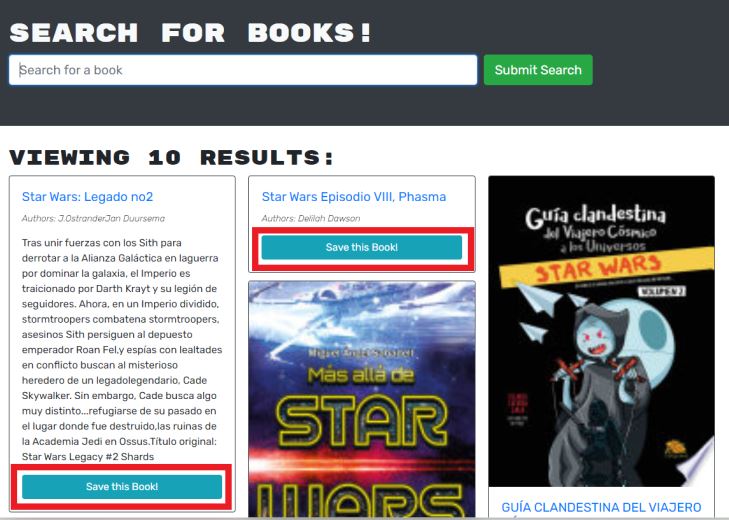 SEARCH FOR BOOKS!
Search for a book
Submit Search
VIEWING 10 RESULTS:
Star Wars: Legado no2
Authors: J.OstranderJan Duursema
Tras unir fuerzas con los Sith para
derrotar a la Alianza Galáctica en laguerra
por dominar la galaxia, el Imperio es
traicionado por Darth Krayt y su legión de
seguidores. Ahora, en un Imperio dividido,
stormtroopers combatena stormtroopers,
asesinos Sith persiguen al depuesto
emperador Roan Fel,y espías con lealtades
en conflicto buscan al misterioso
heredero de un legadolegendario, Cade
Skywalker. Sin embargo, Cade busca algo
muy distinto...refugiarse de su pasado en
el lugar donde fue destruido,las ruinas de
la Academia Jedi en Ossus.Título original:
Star Wars Legacy #2 Shards
Save this Book!
Star Wars Episodio VIII, Phasma
Authors: Delilah Dawson
Save this Book!
Más allá de
STAR
WARS
Guía clandestina
del Viajero Cósmico
a los Universos
STAR WARS
VOLUMEN 2
GUÍA CLANDESTINA DEL VIAJERO